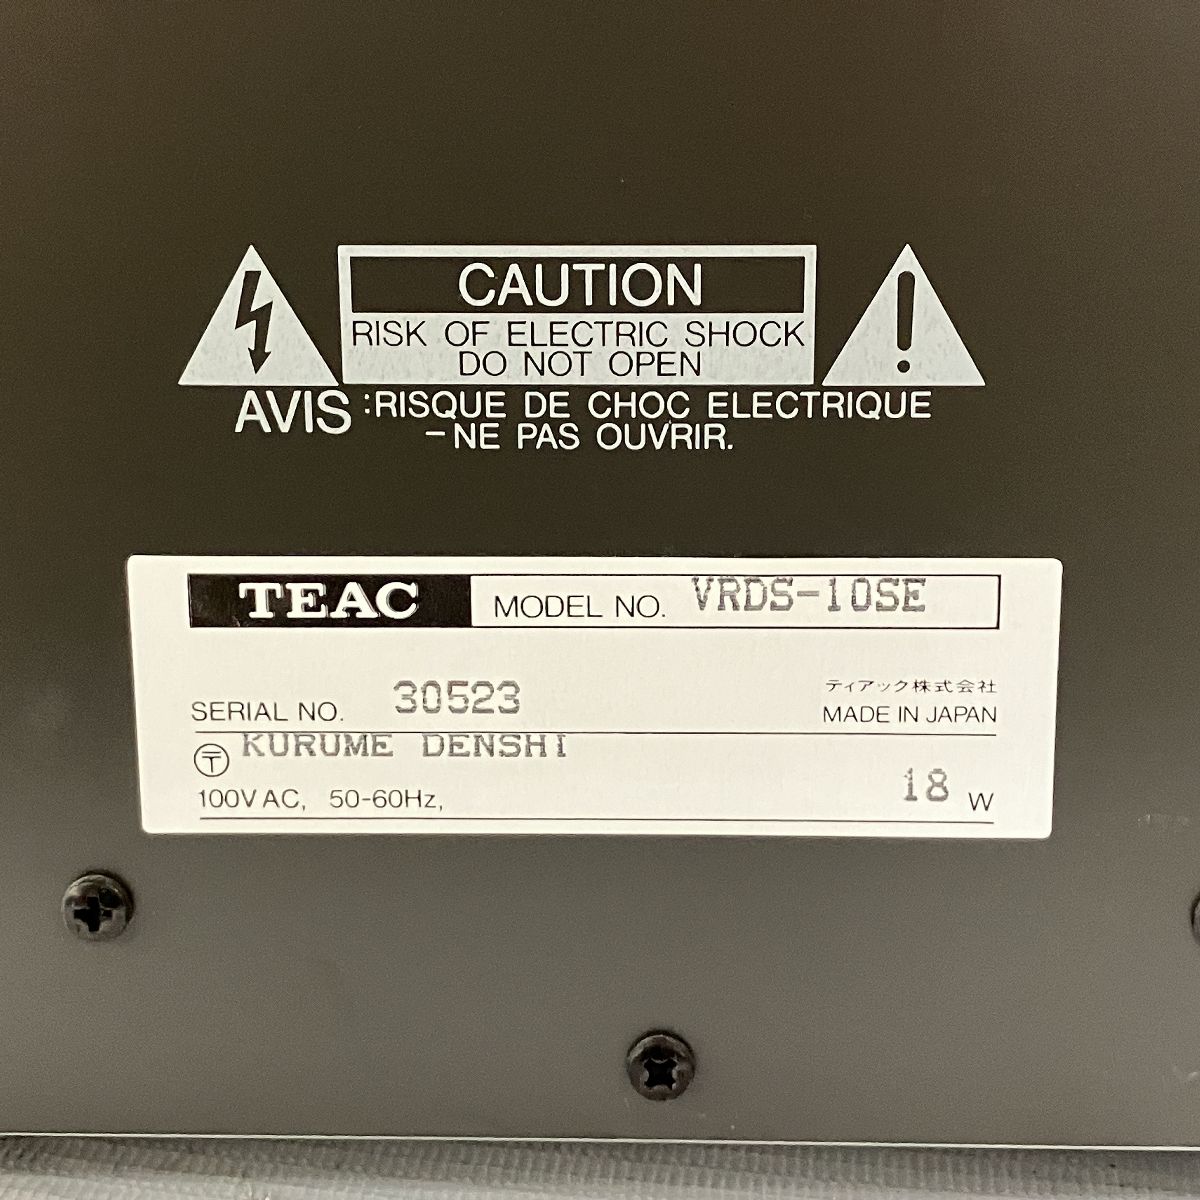 CAUTION
RISK OF ELECTRIC SHOCK
DO NOT OPEN
AVIS :RISQUE DE CHOC ELECTRIQUE
-NE PAS OUVRIR.
TEAC MODEL NO. VRDS-10SE
ティアック株式会社
SERIAL NO. 30523 MADE IN JAPAN
〶 KURUME DENSHI
100V AC, 50-60Hz, 18 W